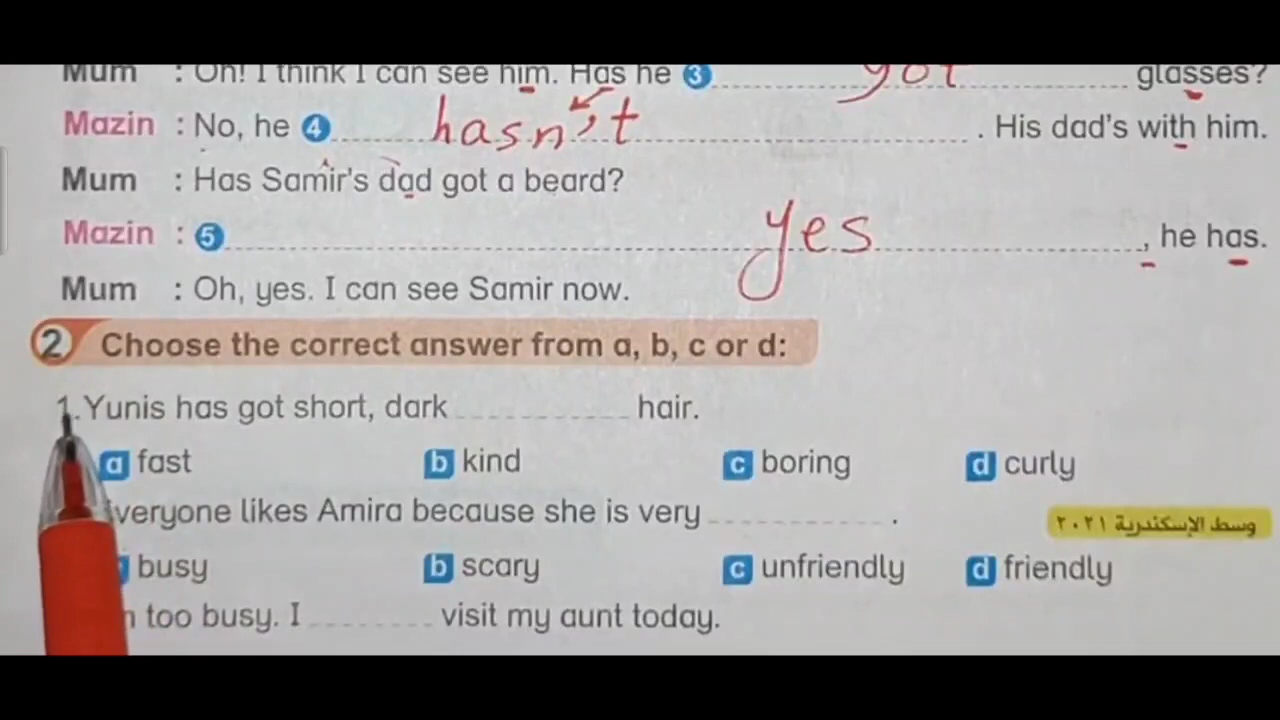 Mum : Oh! I think I can see him. Has he 3 got glasses?
Mazin : No, he 4 hasn't . His dad's with him.
Mum : Has Samir's dad got a beard?
Mazin : 5 yes , he has.
Mum : Oh, yes. I can see Samir now.
2 Choose the correct answer from a, b, c or d:
1. Yunis has got short, dark hair.
a fast b kind c boring d curly
veryone likes Amira because she is very .
وسط الإسكندرية ٢٠٢١
busy b scary c unfriendly d friendly
too busy. I visit my aunt today.